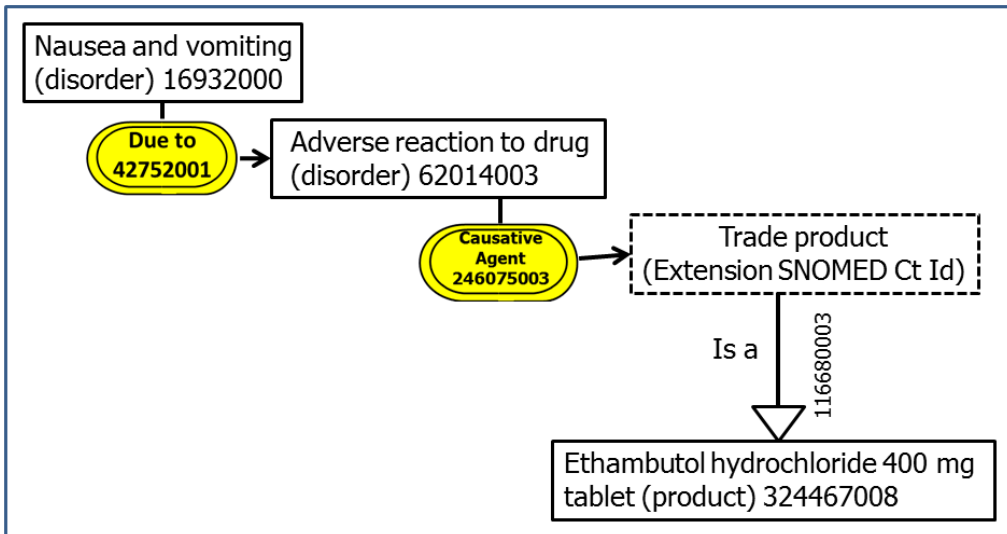 Nausea and vomiting
(disorder) 16932000
Due to
42752001
Adverse reaction to drug
(disorder) 62014003
Causative
Agent
246075003
Trade product
(Extension SNOMED Ct Id)
Is a
116680003
Ethambutol hydrochloride 400 mg
tablet (product) 324467008